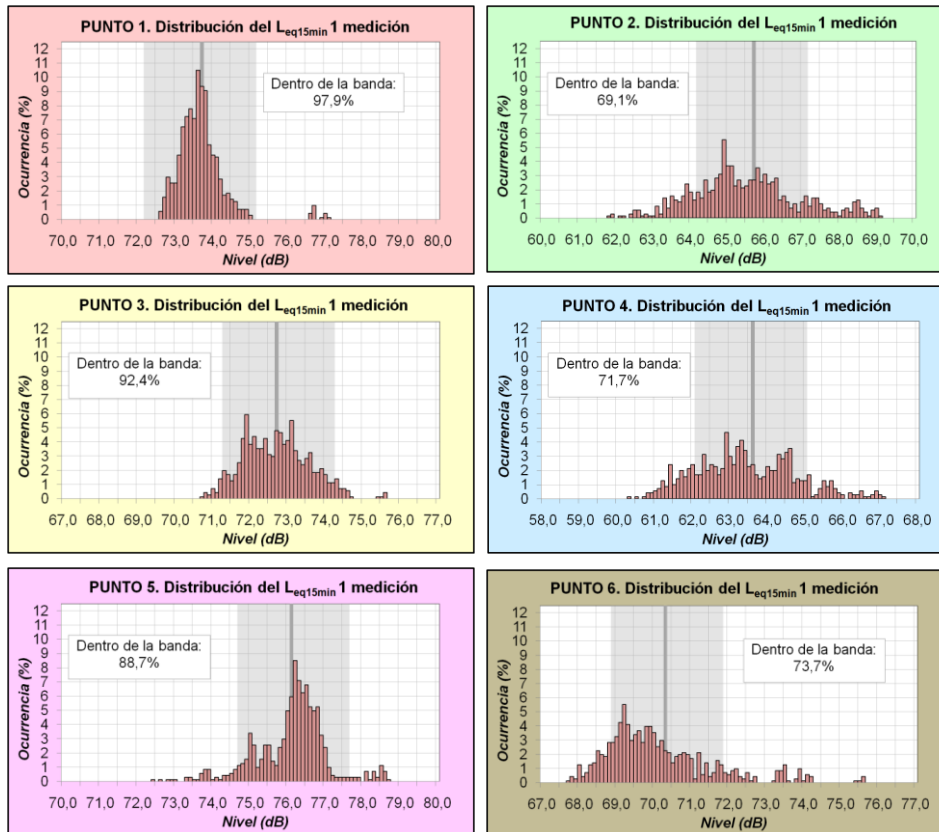 PUNTO 1. Distribución del Leq15min 1 medición
12
11
10
9
8
7
6
5
4
3
2
1
0
Ocurrencia (%)
Dentro de la banda:
97,9%
70,0 71,0 72,0 73,0 74,0 75,0 76,0 77,0 78,0 79,0 80,0
Nivel (dB)
PUNTO 2. Distribución del Leq15min 1 medición
12
11
10
9
8
7
6
5
4
3
2
1
0
Ocurrencia (%)
Dentro de la banda:
69,1%
60,0 61,0 62,0 63,0 64,0 65,0 66,0 67,0 68,0 69,0 70,0
Nivel (dB)
PUNTO 3. Distribución del Leq15min 1 medición
12
11
10
9
8
7
6
5
4
3
2
1
0
Ocurrencia (%)
Dentro de la banda:
92,4%
67,0 68,0 69,0 70,0 71,0 72,0 73,0 74,0 75,0 76,0 77,0
Nivel (dB)
PUNTO 4. Distribución del Leq15min 1 medición
12
11
10
9
8
7
6
5
4
3
2
1
0
Ocurrencia (%)
Dentro de la banda:
71,7%
58,0 59,0 60,0 61,0 62,0 63,0 64,0 65,0 66,0 67,0 68,0
Nivel (dB)
PUNTO 5. Distribución del Leq15min 1 medición
12
11
10
9
8
7
6
5
4
3
2
1
0
Ocurrencia (%)
Dentro de la banda:
88,7%
70,0 71,0 72,0 73,0 74,0 75,0 76,0 77,0 78,0 79,0 80,0
Nivel (dB)
PUNTO 6. Distribución del Leq15min 1 medición
12
11
10
9
8
7
6
5
4
3
2
1
0
Ocurrencia (%)
Dentro de la banda:
73,7%
67,0 68,0 69,0 70,0 71,0 72,0 73,0 74,0 75,0 76,0 77,0
Nivel (dB)